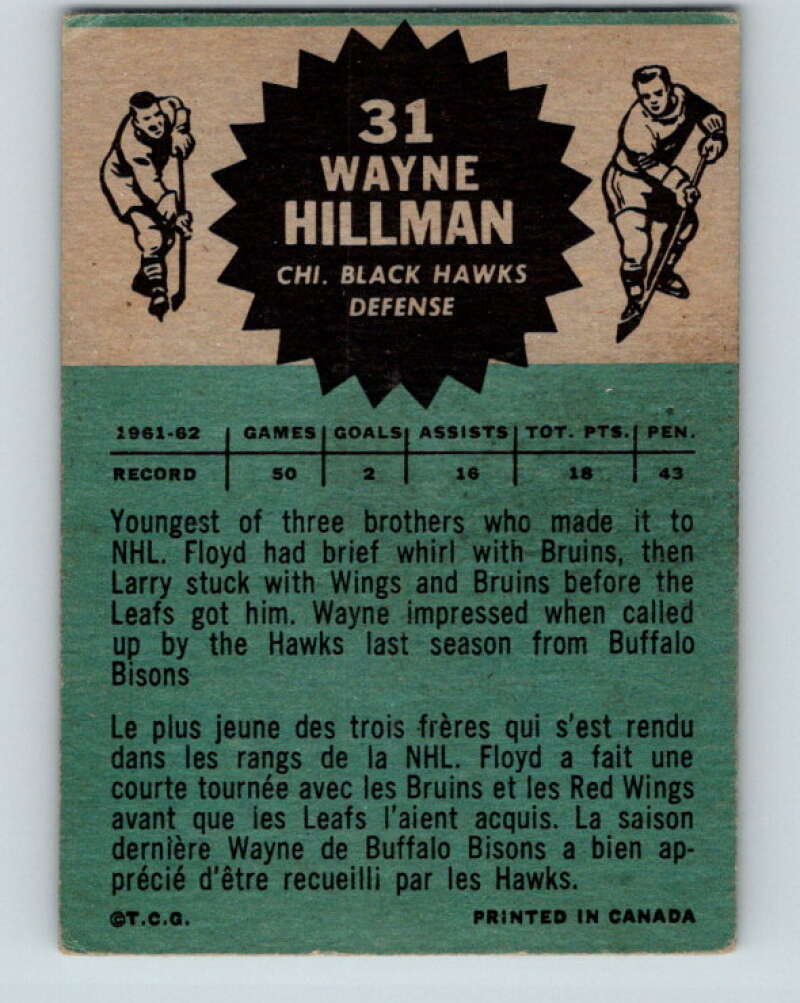 31
WAYNE
HILLMAN
CHI. BLACK HAWKS
DEFENSE
1961-62 GAMES GOALS ASSISTS TOT. PTS. PEN.
RECORD 50 2 16 18 43
Youngest of three brothers who made it to
NHL. Floyd had brief whirl with Bruins, then
Larry stuck with Wings and Bruins before the
Leafs got him. Wayne impressed when called
up by the Hawks last season from Buffalo
Bisons
Le plus jeune des trois frères qui s'est rendu
dans les rangs de la NHL. Floyd a fait une
courte tournée avec les Bruins et les Red Wings
avant que les Leafs l'aient acquis. La saison
dernière Wayne de Buffalo Bisons a bien ap-
précié d'être recueilli par les Hawks.
©T.C.G. PRINTED IN CANADA